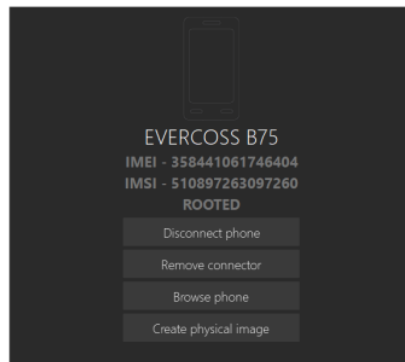 EVERCOSS B75
IMEI - 358441061746404
IMSI - 510897263097260
ROOTED
Disconnect phone
Remove connector
Browse phone
Create physical image